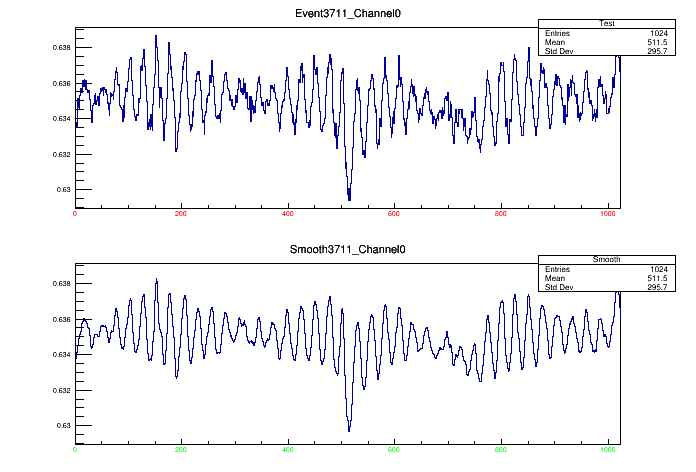 Event3711_Channel0
Test
Entries 1024
Mean 511.5
Std Dev 295.7
0.638
0.636
0.634
0.632
0.63
0 200 400 600 800 1000
Smooth3711_Channel0
Smooth
Entries 1024
Mean 511.5
Std Dev 295.7
0.638
0.636
0.634
0.632
0.63
0 200 400 600 800 1000